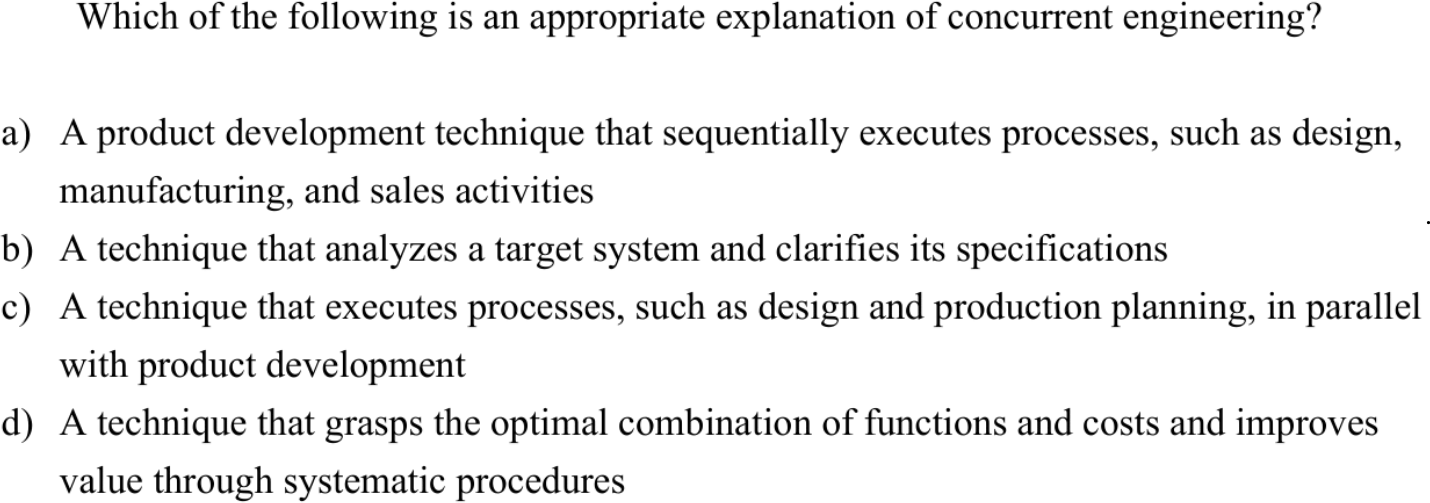 Which of the following is an appropriate explanation of concurrent engineering?
a) A product development technique that sequentially executes processes, such as design,
manufacturing, and sales activities
b) A technique that analyzes a target system and clarifies its specifications
c) A technique that executes processes, such as design and production planning, in parallel
with product development
d) A technique that grasps the optimal combination of functions and costs and improves
value through systematic procedures